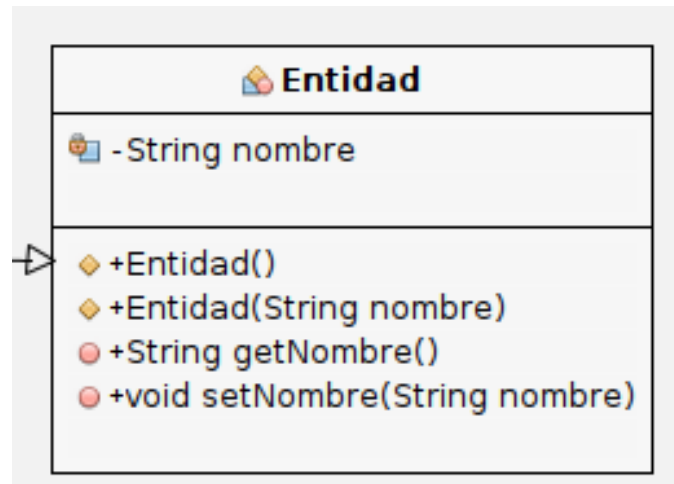 Entidad
-String nombre
+Entidad()
+Entidad(String nombre)
+String getNombre()
+void setNombre(String nombre)